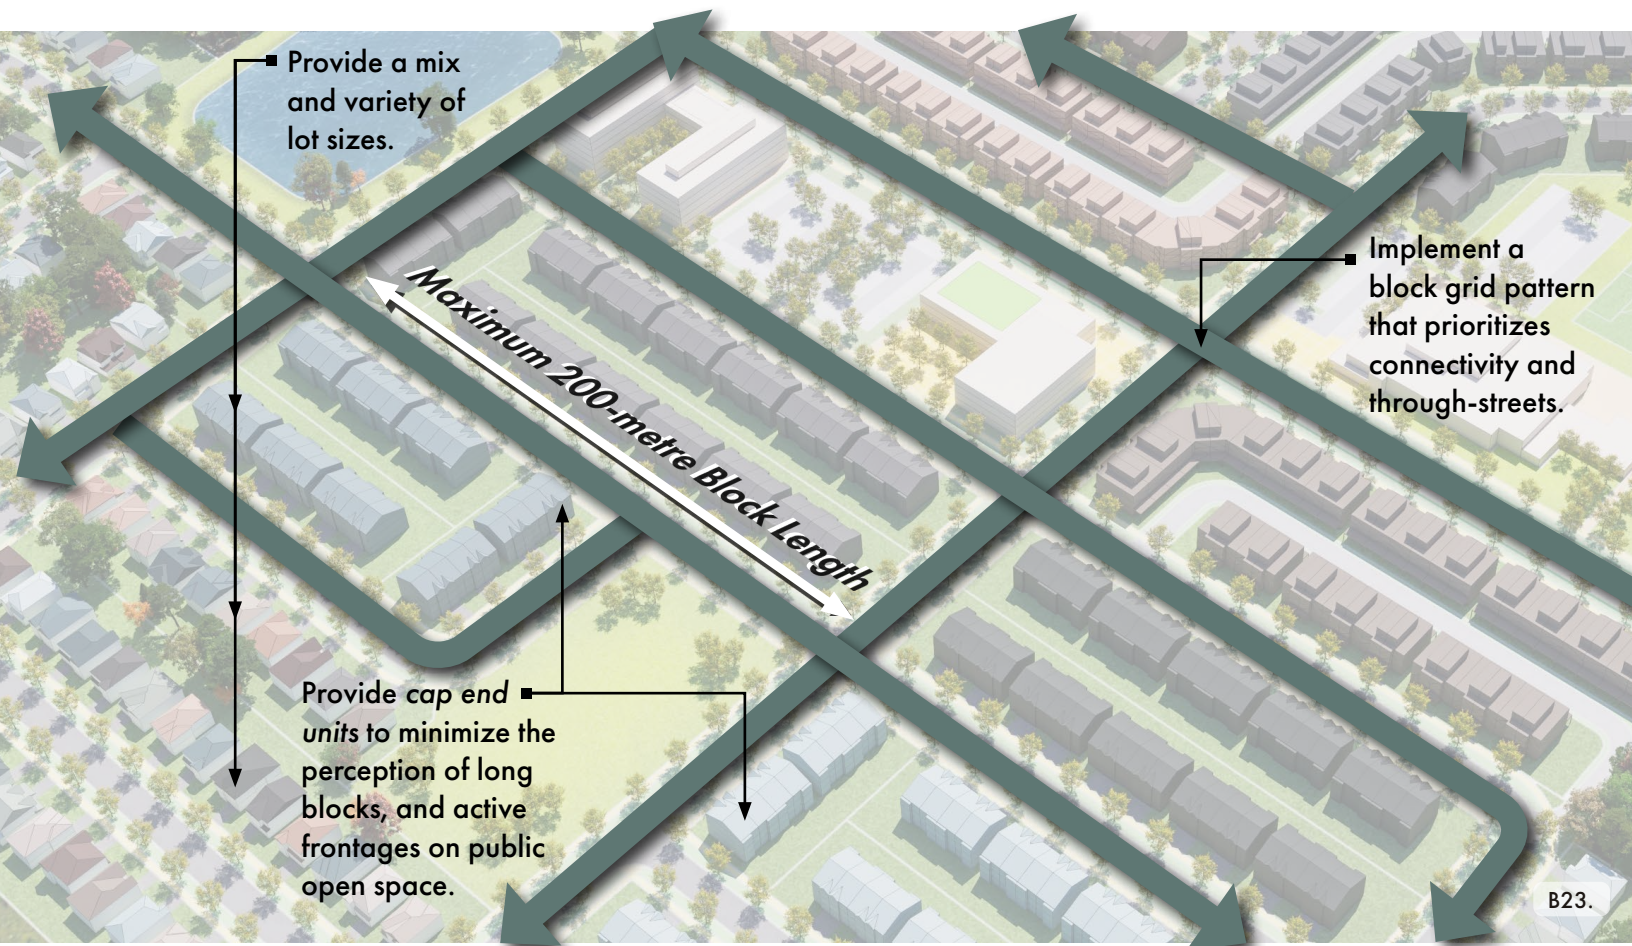 Provide a mix
and variety of
lot sizes.
Maximum 200-metre Block Length
Implement a
block grid pattern
that prioritizes
connectivity and
through-streets.
Provide cap end
units to minimize the
perception of long
blocks, and active
frontages on public
open space.
B23.